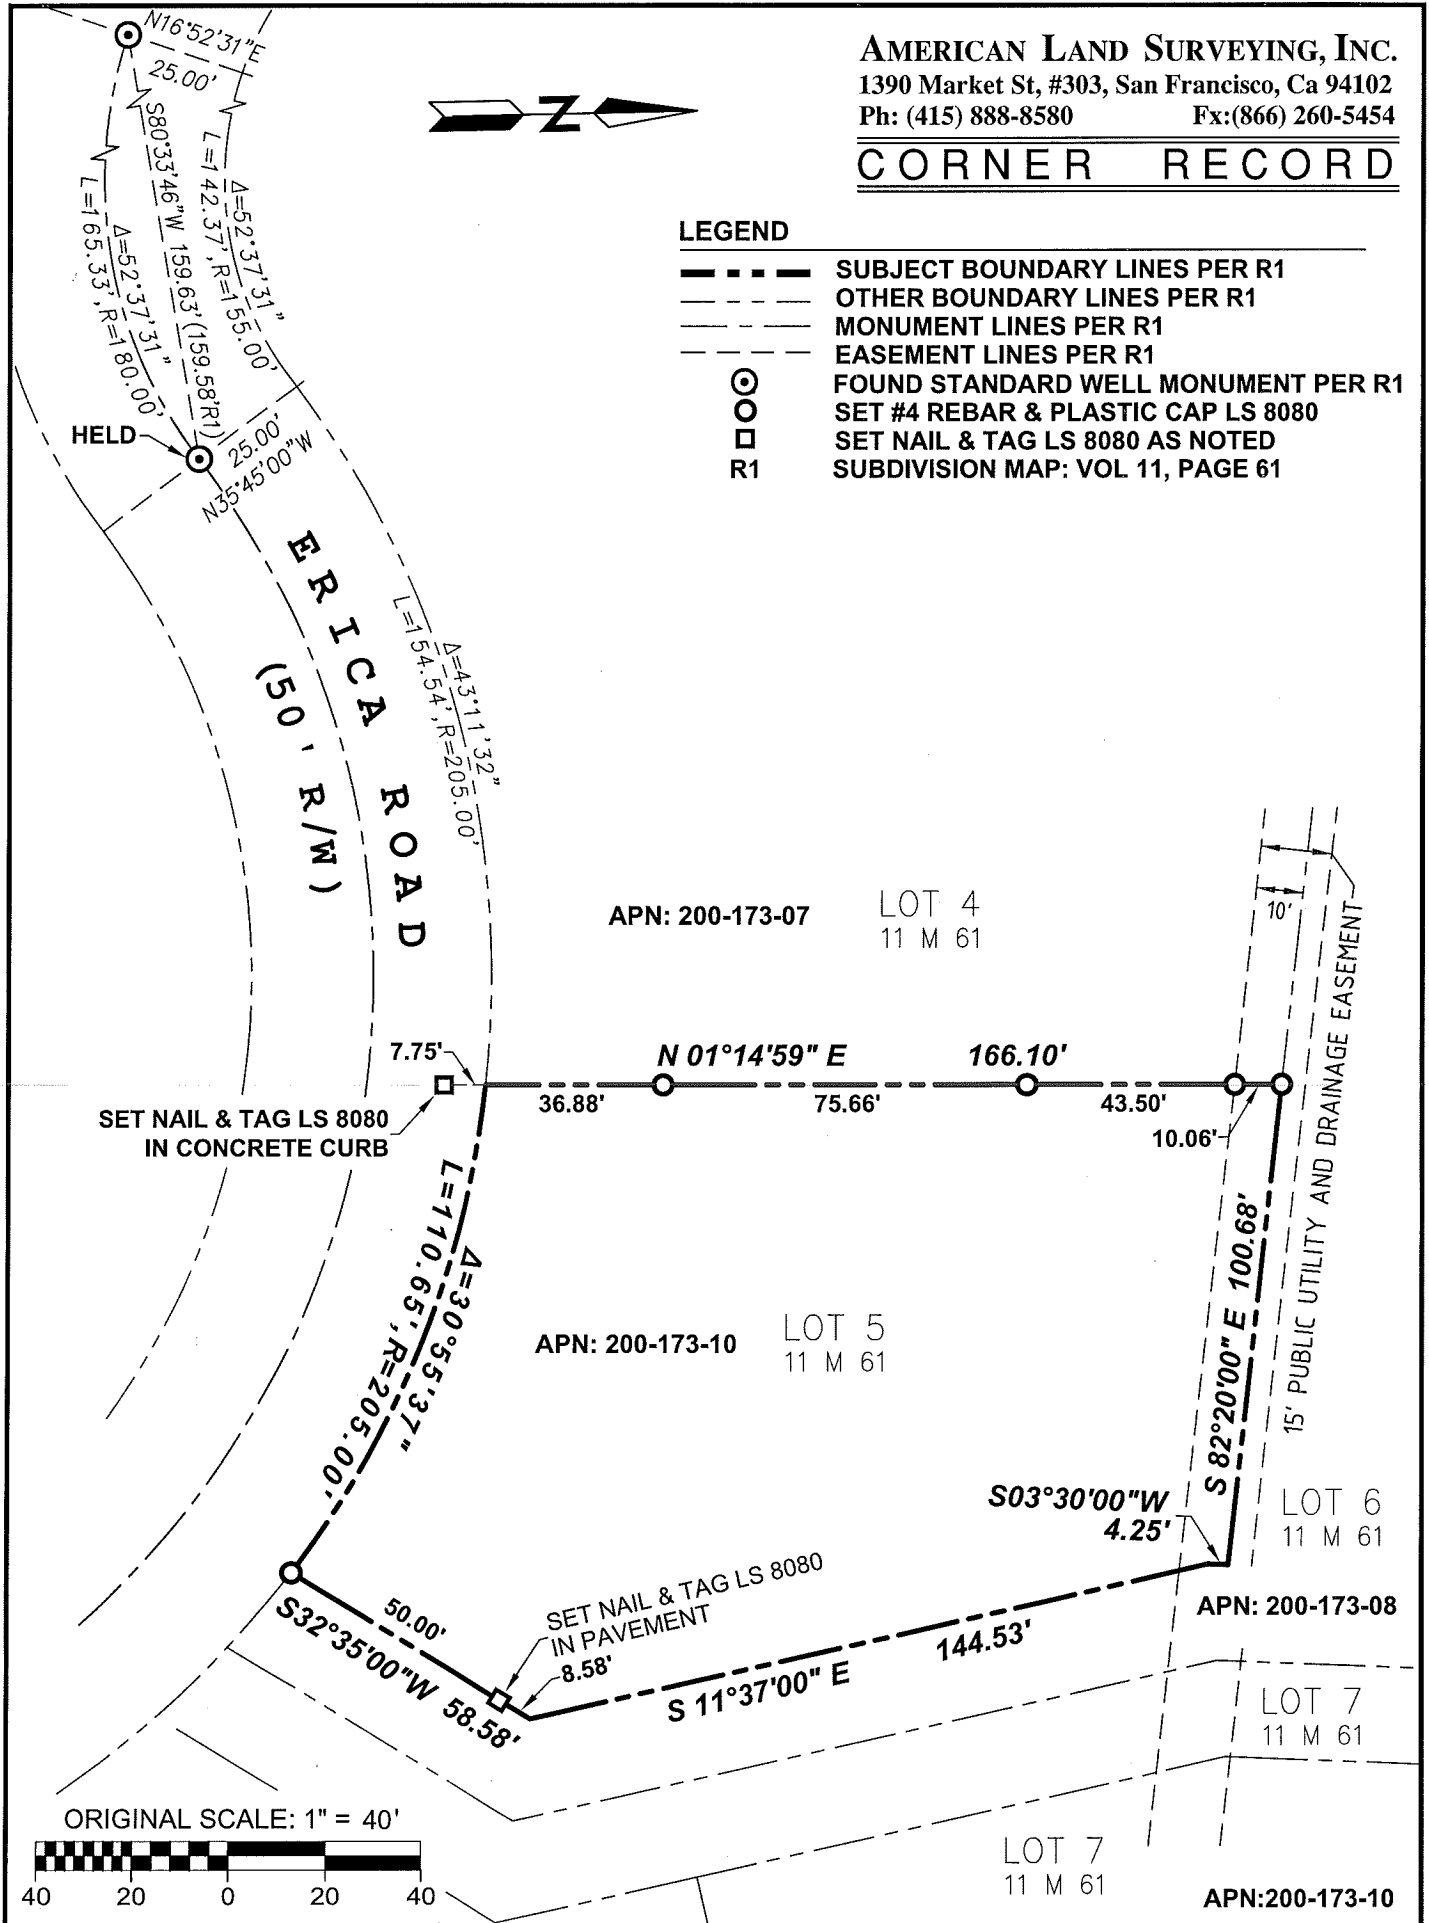 AMERICAN LAND SURVEYING, INC.
1390 Market St, #303, San Francisco, Ca 94102
Ph: (415) 888-8580 Fx:(866) 260-5454
CORNER RECORD
N
LEGEND
SUBJECT BOUNDARY LINES PER R1
OTHER BOUNDARY LINES PER R1
MONUMENT LINES PER R1
EASEMENT LINES PER R1
FOUND STANDARD WELL MONUMENT PER R1
SET #4 REBAR & PLASTIC CAP LS 8080
SET NAIL & TAG LS 8080 AS NOTED
R1 SUBDIVISION MAP: VOL 11, PAGE 61
N16°52'31"E
25.00'
Δ=52°37'31"
L=142.37', R=155.00'
S80°33'46"W 159.63' (159.58'R1)
Δ=52°37'31"
L=165.33', R=180.00'
HELD
25.00'
N35°45'00"W
ERICA ROAD
(50' R/W)
Δ=43°11'32"
L=154.54', R=205.00'
APN: 200-173-07
LOT 4
11 M 61
10'
15' PUBLIC UTILITY AND DRAINAGE EASEMENT
7.75'
N 01°14'59" E 166.10'
36.88'
75.66'
43.50'
10.06'
SET NAIL & TAG LS 8080
IN CONCRETE CURB
Δ=30°55'37"
L=110.65', R=205.00'
APN: 200-173-10
LOT 5
11 M 61
S 82°20'00" E 100.68'
S03°30'00"W
4.25'
LOT 6
11 M 61
APN: 200-173-08
50.00'
S32°35'00"W 58.58'
SET NAIL & TAG LS 8080
IN PAVEMENT
8.58'
S 11°37'00" E 144.53'
LOT 7
11 M 61
LOT 7
11 M 61
APN:200-173-10
ORIGINAL SCALE: 1" = 40'
40 20 0 20 40